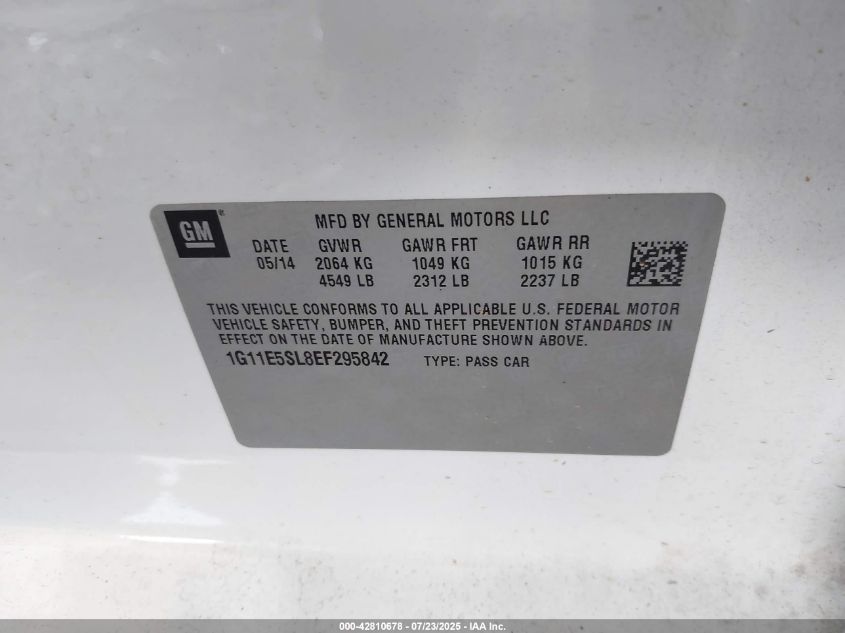 GM®
MFD BY GENERAL MOTORS LLC
DATE GVWR GAWR FRT GAWR RR
05/14 2064 KG 1049 KG 1015 KG
4549 LB 2312 LB 2237 LB
THIS VEHICLE CONFORMS TO ALL APPLICABLE U.S. FEDERAL MOTOR
VEHICLE SAFETY, BUMPER, AND THEFT PREVENTION STANDARDS IN
EFFECT ON THE DATE OF MANUFACTURE SHOWN ABOVE.
1G11E5SL8EF295842 TYPE: PASS CAR
000-42810678 - 07/23/2025 - IAA Inc.